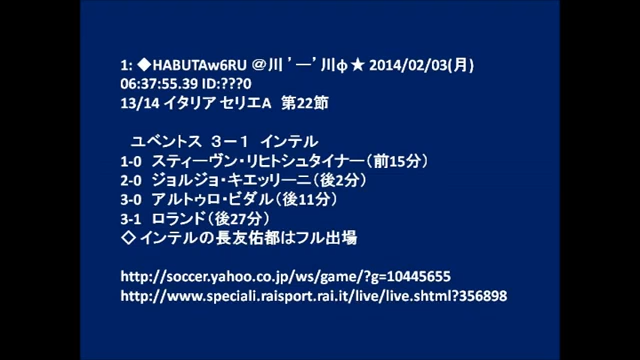 1: ◆HABUTAw6RU ＠川 ’ー’川φ ★ 2014/02/03(月)
06:37:55.39 ID:???0
13/14 イタリア セリエA　第22節
ユベントス　３－１　インテル
1-0　スティーヴン・リヒトシュタイナー（前15分）
2-0　ジョルジョ・キエッリーニ（後2分）
3-0　アルトゥロ・ビダル（後11分）
3-1　ロランド（後27分）
◇インテルの長友佑都はフル出場
http://soccer.yahoo.co.jp/ws/game/?g=10445655
http://www.speciali.raisport.rai.it/live/live.shtml?356898